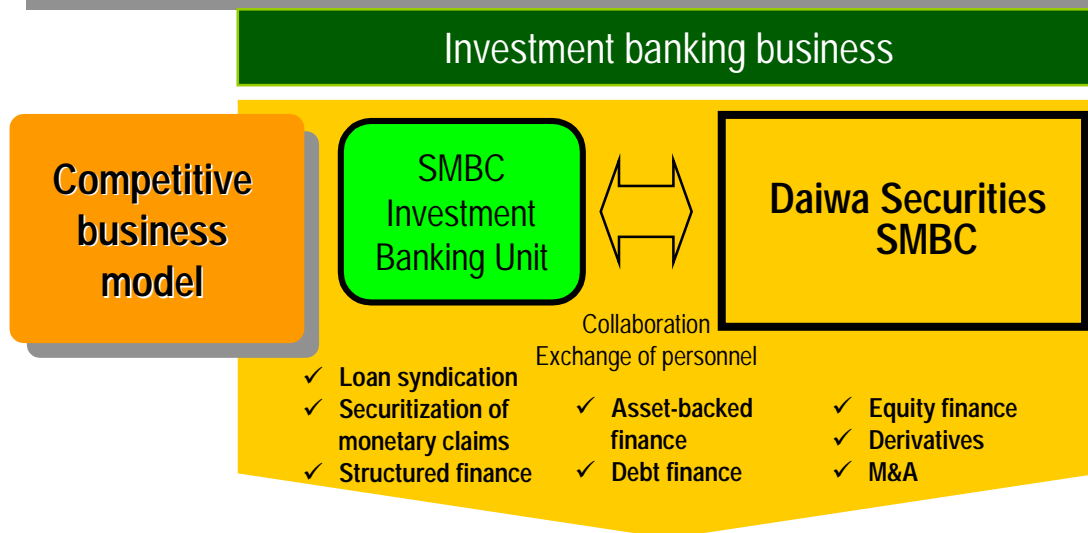 Investment banking business
Competitive
business
model
SMBC
Investment
Banking Unit
Daiwa Securities
SMBC
Collaboration
Exchange of personnel
✓ Loan syndication
✓ Securitization of
monetary claims
✓ Structured finance
✓ Asset-backed
finance
✓ Debt finance
✓ Equity finance
✓ Derivatives
✓ M&A